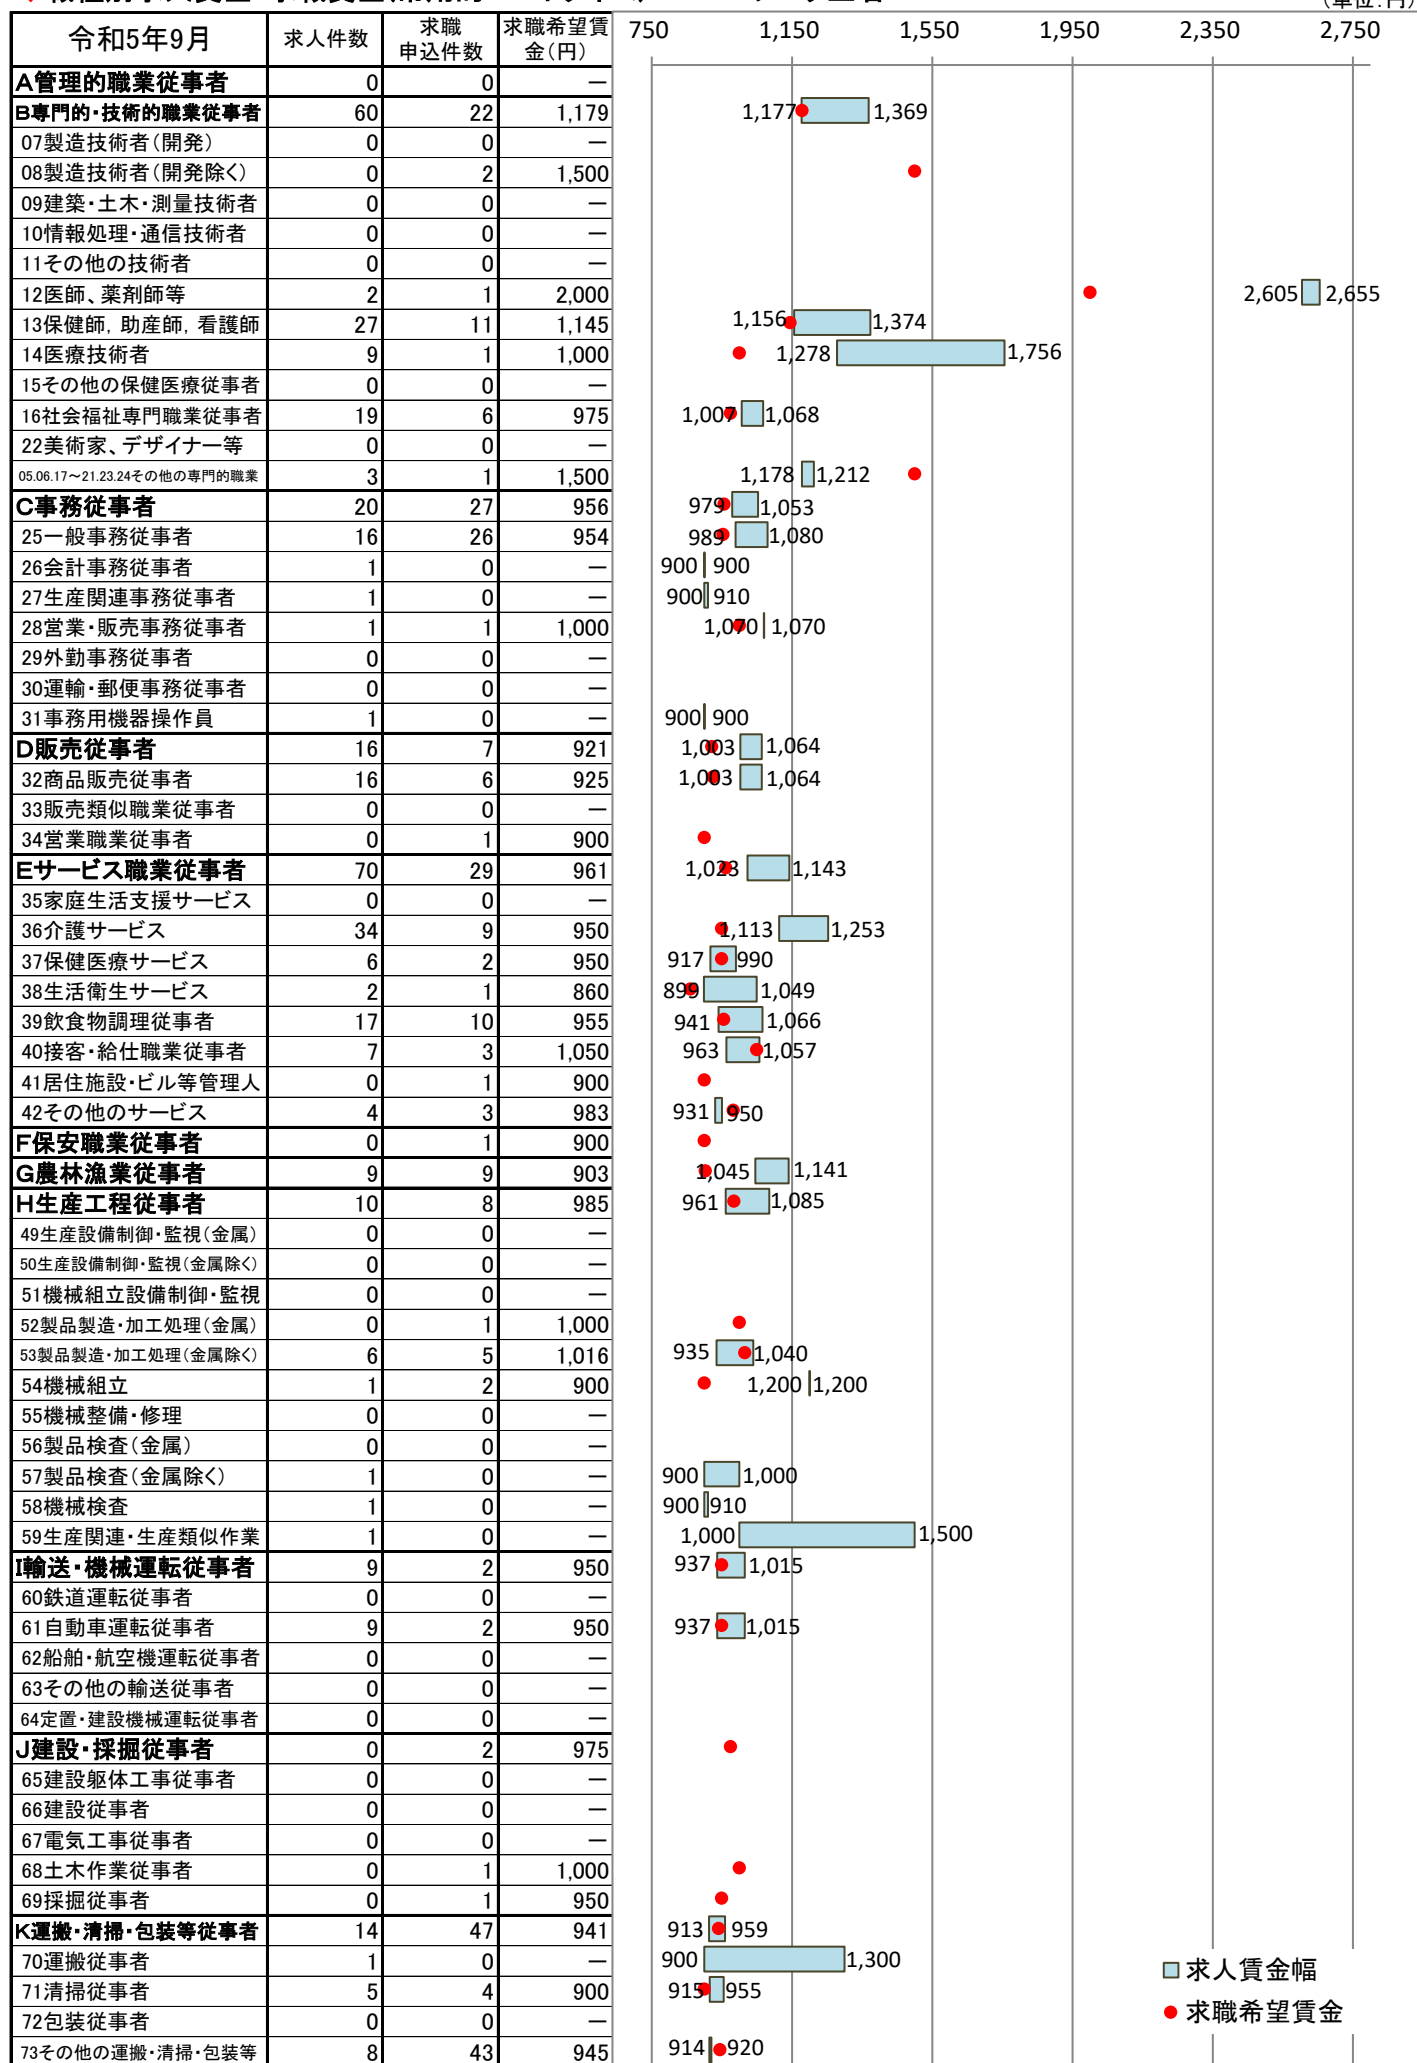 (単位:円)
令和5年9月 求人件数 求職申込件数 求職希望賃金(円) 750 1,150 1,550 1,950 2,350 2,750
A管理的職業従事者 0 0 ―
B専門的・技術的職業従事者 60 22 1,179 1,177 1,369
07製造技術者(開発) 0 0 ―
08製造技術者(開発除く) 0 2 1,500
09建築・土木・測量技術者 0 0 ―
10情報処理・通信技術者 0 0 ―
11その他の技術者 0 0 ―
12医師、薬剤師等 2 1 2,000 2,605 2,655
13保健師,助産師,看護師 27 11 1,145 1,156 1,374
14医療技術者 9 1 1,000 1,278 1,756
15その他の保健医療従事者 0 0 ―
16社会福祉専門職業従事者 19 6 975 1,007 1,068
22美術家、デザイナー等 0 0 ―
05.06.17～21.23.24その他の専門的職業 3 1 1,500 1,178 1,212
C事務従事者 20 27 956 979 1,053
25一般事務従事者 16 26 954 989 1,080
26会計事務従事者 1 0 ― 900 900
27生産関連事務従事者 1 0 ― 900 910
28営業・販売事務従事者 1 1 1,000 1,070 1,070
29外勤事務従事者 0 0 ―
30運輸・郵便事務従事者 0 0 ―
31事務用機器操作員 1 0 ― 900 900
D販売従事者 16 7 921 1,003 1,064
32商品販売従事者 16 6 925 1,003 1,064
33販売類似職業従事者 0 0 ―
34営業職業従事者 0 1 900
Eサービス職業従事者 70 29 961 1,023 1,143
35家庭生活支援サービス 0 0 ―
36介護サービス 34 9 950 1,113 1,253
37保健医療サービス 6 2 950 917 990
38生活衛生サービス 2 1 860 899 1,049
39飲食物調理従事者 17 10 955 941 1,066
40接客・給仕職業従事者 7 3 1,050 963 1,057
41居住施設・ビル等管理人 0 1 900
42その他のサービス 4 3 983 931 950
F保安職業従事者 0 1 900
G農林漁業従事者 9 9 903 1,045 1,141
H生産工程従事者 10 8 985 961 1,085
49生産設備制御・監視(金属) 0 0 ―
50生産設備制御・監視(金属除く) 0 0 ―
51機械組立設備制御・監視 0 0 ―
52製品製造・加工処理(金属) 0 1 1,000
53製品製造・加工処理(金属除く) 6 5 1,016 935 1,040
54機械組立 1 2 900 1,200 1,200
55機械整備・修理 0 0 ―
56製品検査(金属) 0 0 ―
57製品検査(金属除く) 1 0 ― 900 1,000
58機械検査 1 0 ― 900 910
59生産関連・生産類似作業 1 0 ― 1,000 1,500
I輸送・機械運転従事者 9 2 950 937 1,015
60鉄道運転従事者 0 0 ―
61自動車運転従事者 9 2 950 937 1,015
62船舶・航空機運転従事者 0 0 ―
63その他の輸送従事者 0 0 ―
64定置・建設機械運転従事者 0 0 ―
J建設・採掘従事者 0 2 975
65建設躯体工事従事者 0 0 ―
66建設従事者 0 0 ―
67電気工事従事者 0 0 ―
68土木作業従事者 0 1 1,000
69採掘従事者 0 1 950
K運搬・清掃・包装等従事者 14 47 941 913 959
70運搬従事者 1 0 ― 900 1,300
71清掃従事者 5 4 900 915 955
72包装従事者 0 0 ―
73その他の運搬・清掃・包装等 8 43 945 914 920
求人賃金幅
求職希望賃金